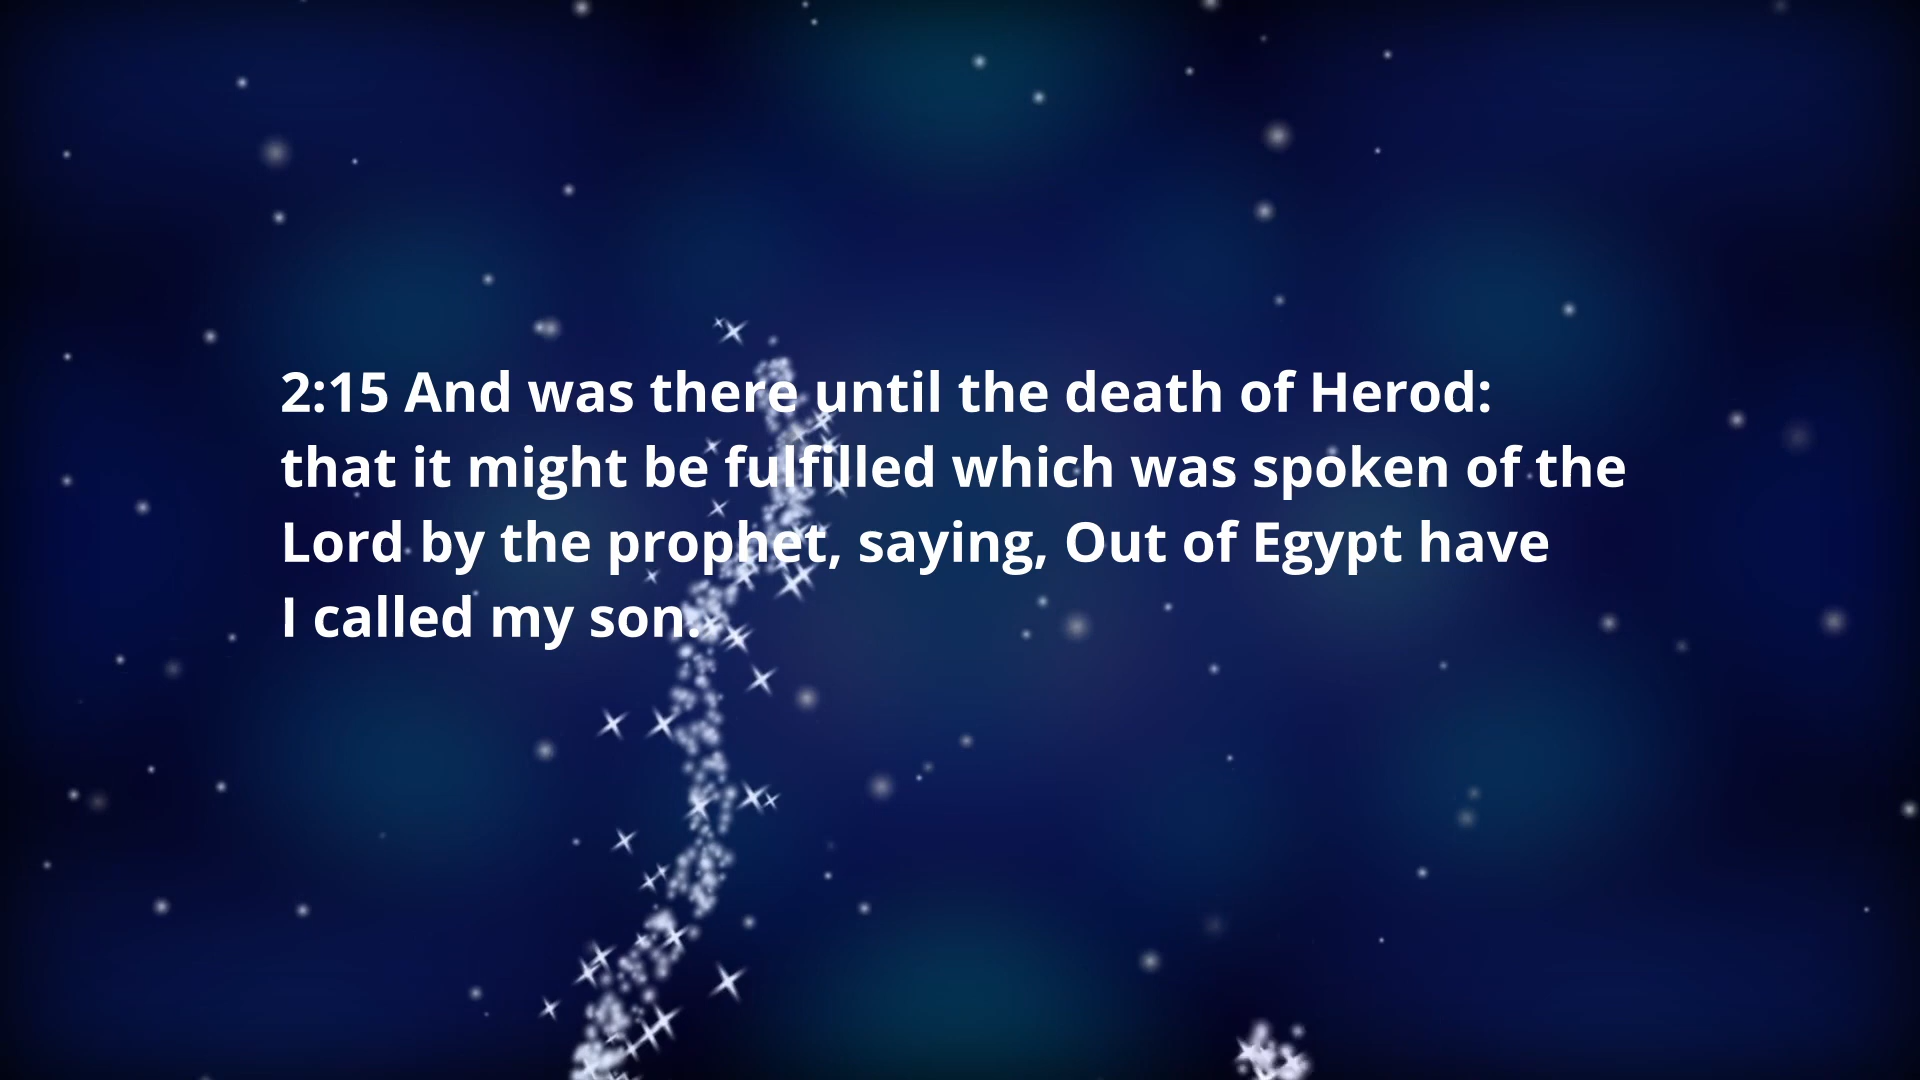 2:15 And was there until the death of Herod:
that it might be fulfilled which was spoken of the
Lord by the prophet, saying, Out of Egypt have
I called my son.